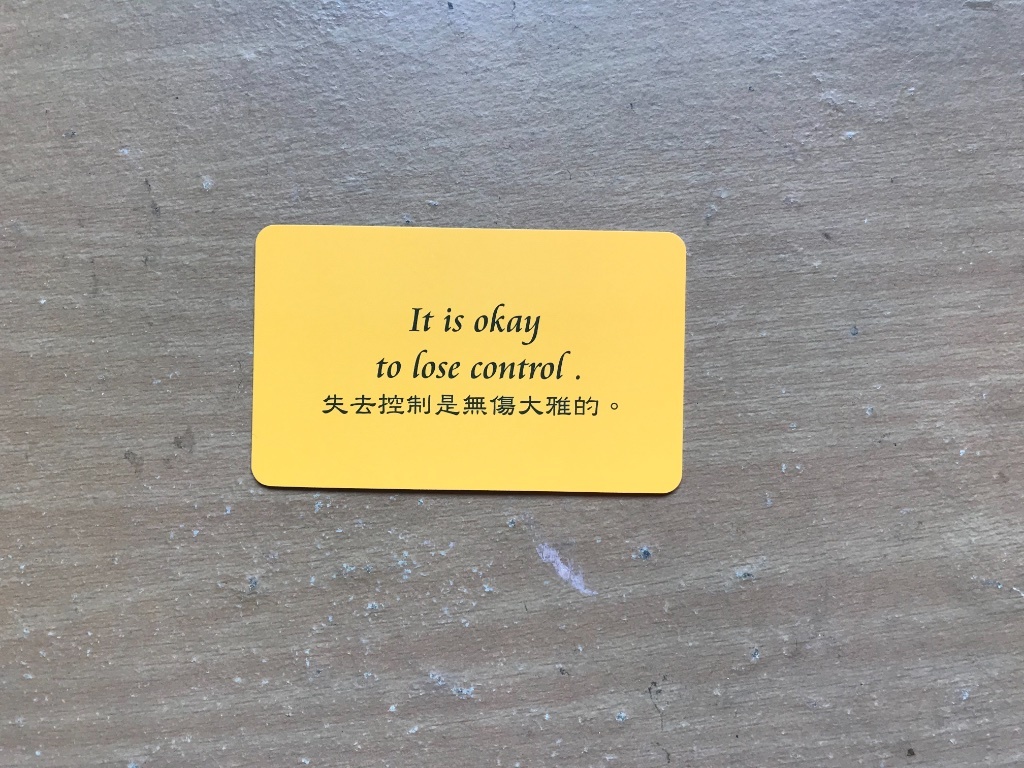 It is okay
to lose control .
失去控制是無傷大雅的。